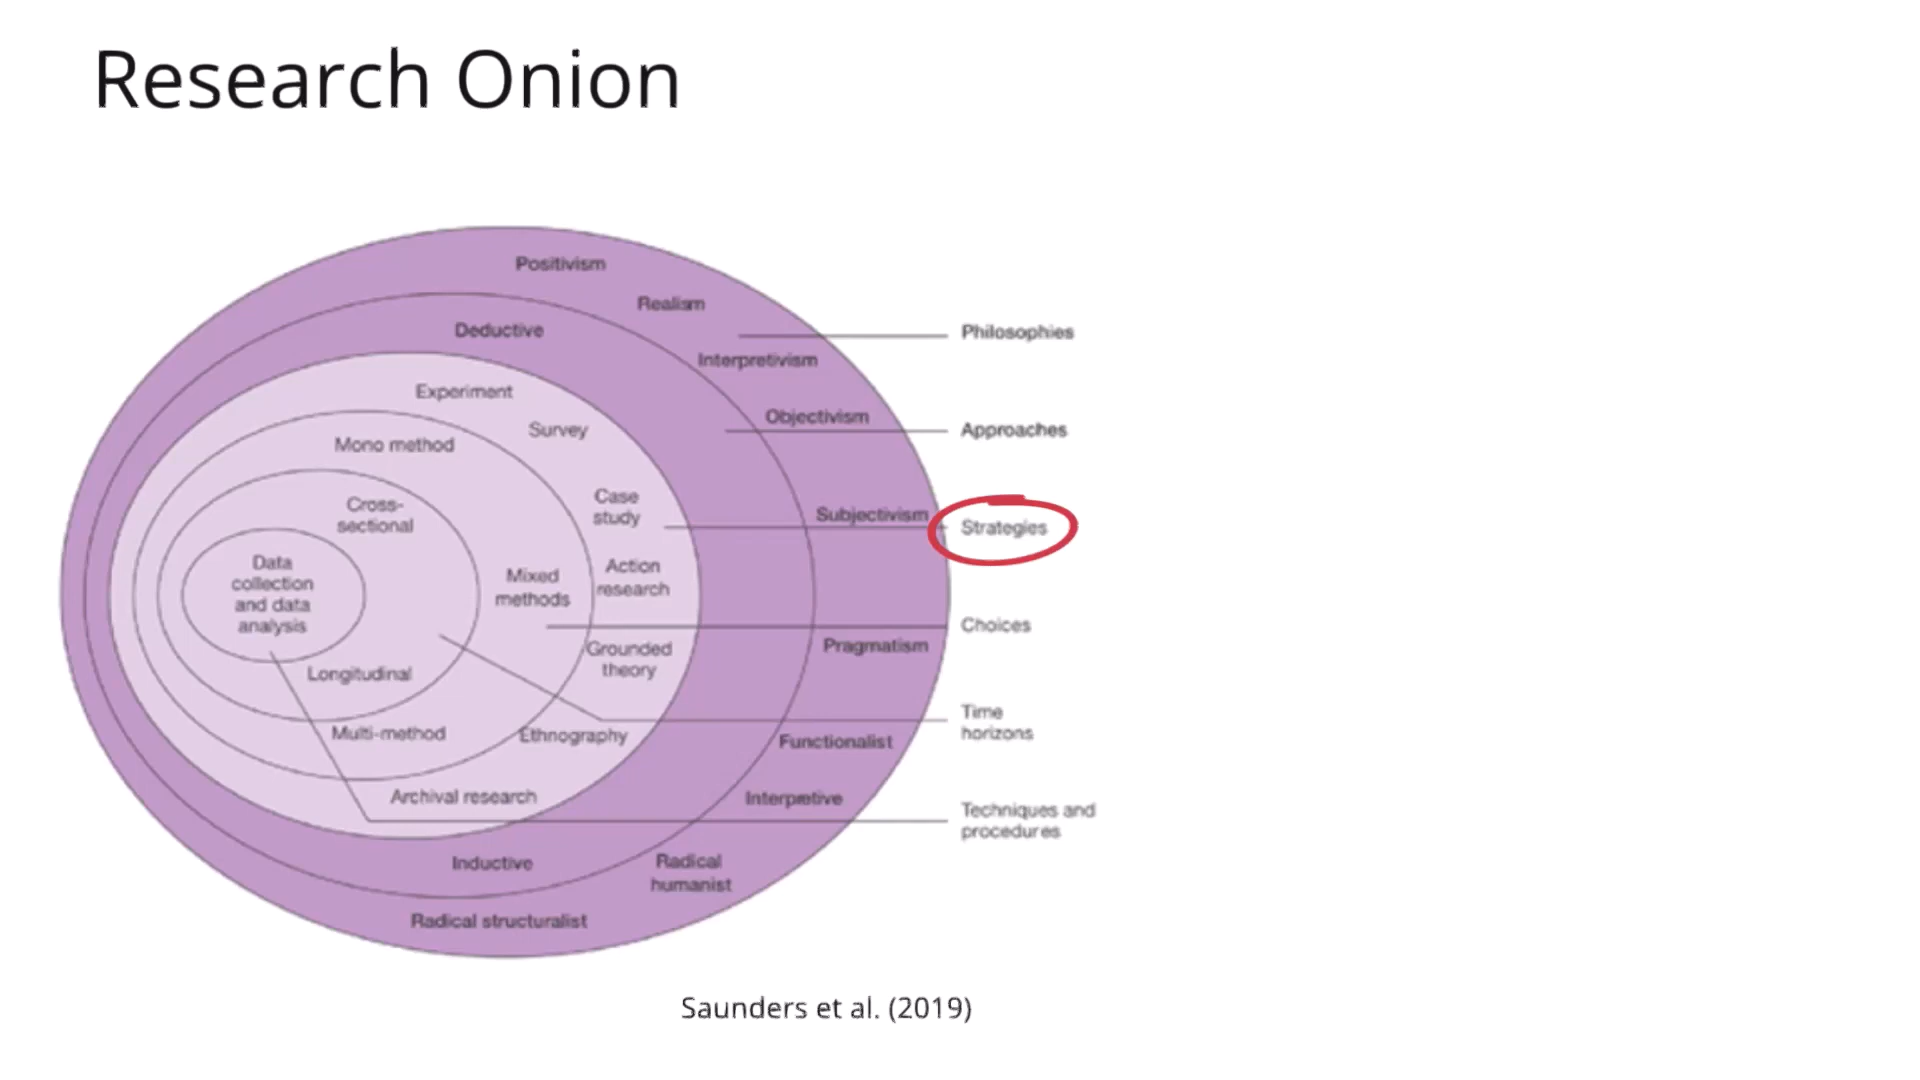 Research Onion
Positivism
Realism
Deductive
Philosophies
Interpretivism
Experiment
Objectivism
Survey
Approaches
Mono method
Case
study
Cross-
sectional
Subjectivism
Strategies
Data
collection
and data
analysis
Mixed
methods
Action
research
Choices
Grounded
theory
Pragmatism
Longitudinal
Time
horizons
Multi-method
Ethnography
Functionalist
Archival research
Interpretive
Techniques and
procedures
Inductive
Radical
humanist
Radical structuralist
Saunders et al. (2019)